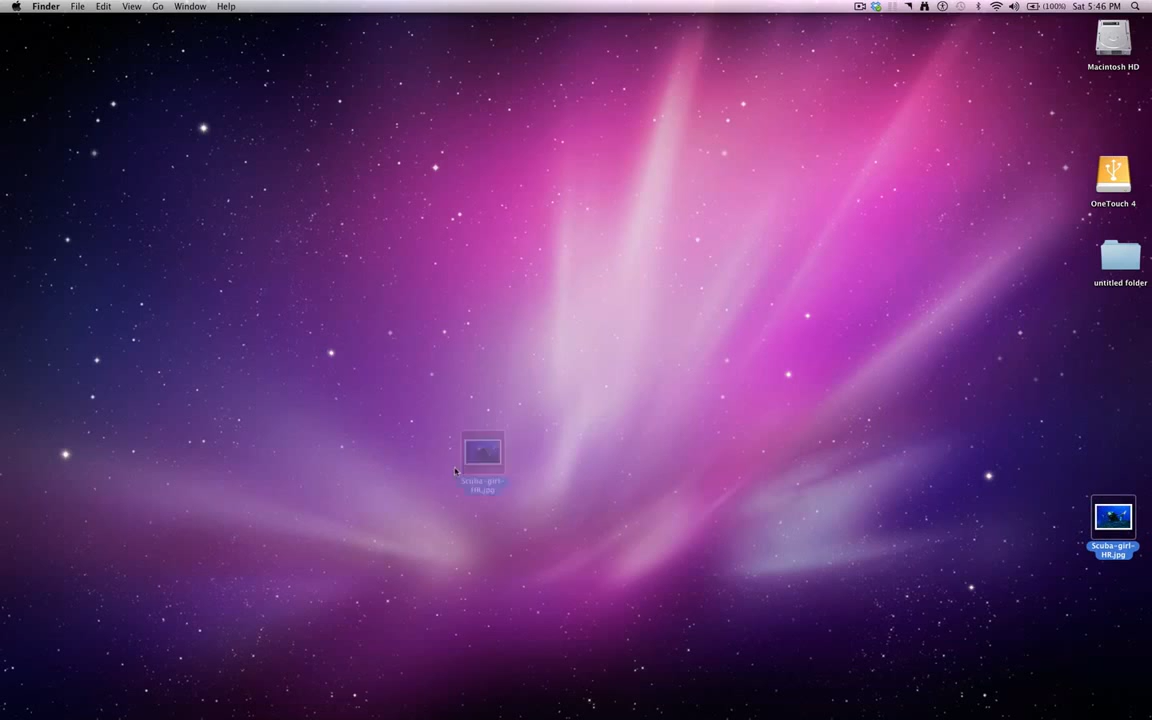 Finder File Edit View Go Window Help
(100%) Sat 5:46 PM
Macintosh HD
OneTouch 4
untitled folder
Scuba-girl-
HR.jpg
Scuba-girl-
HR.jpg